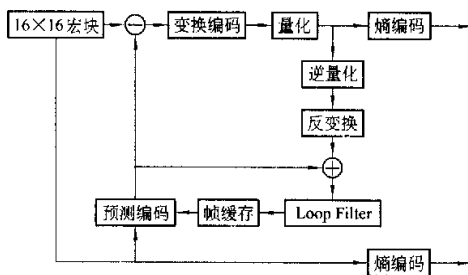 16×16宏块
变换编码
量化
熵编码
逆量化
反变换
预测编码
帧缓存
Loop Filter
熵编码